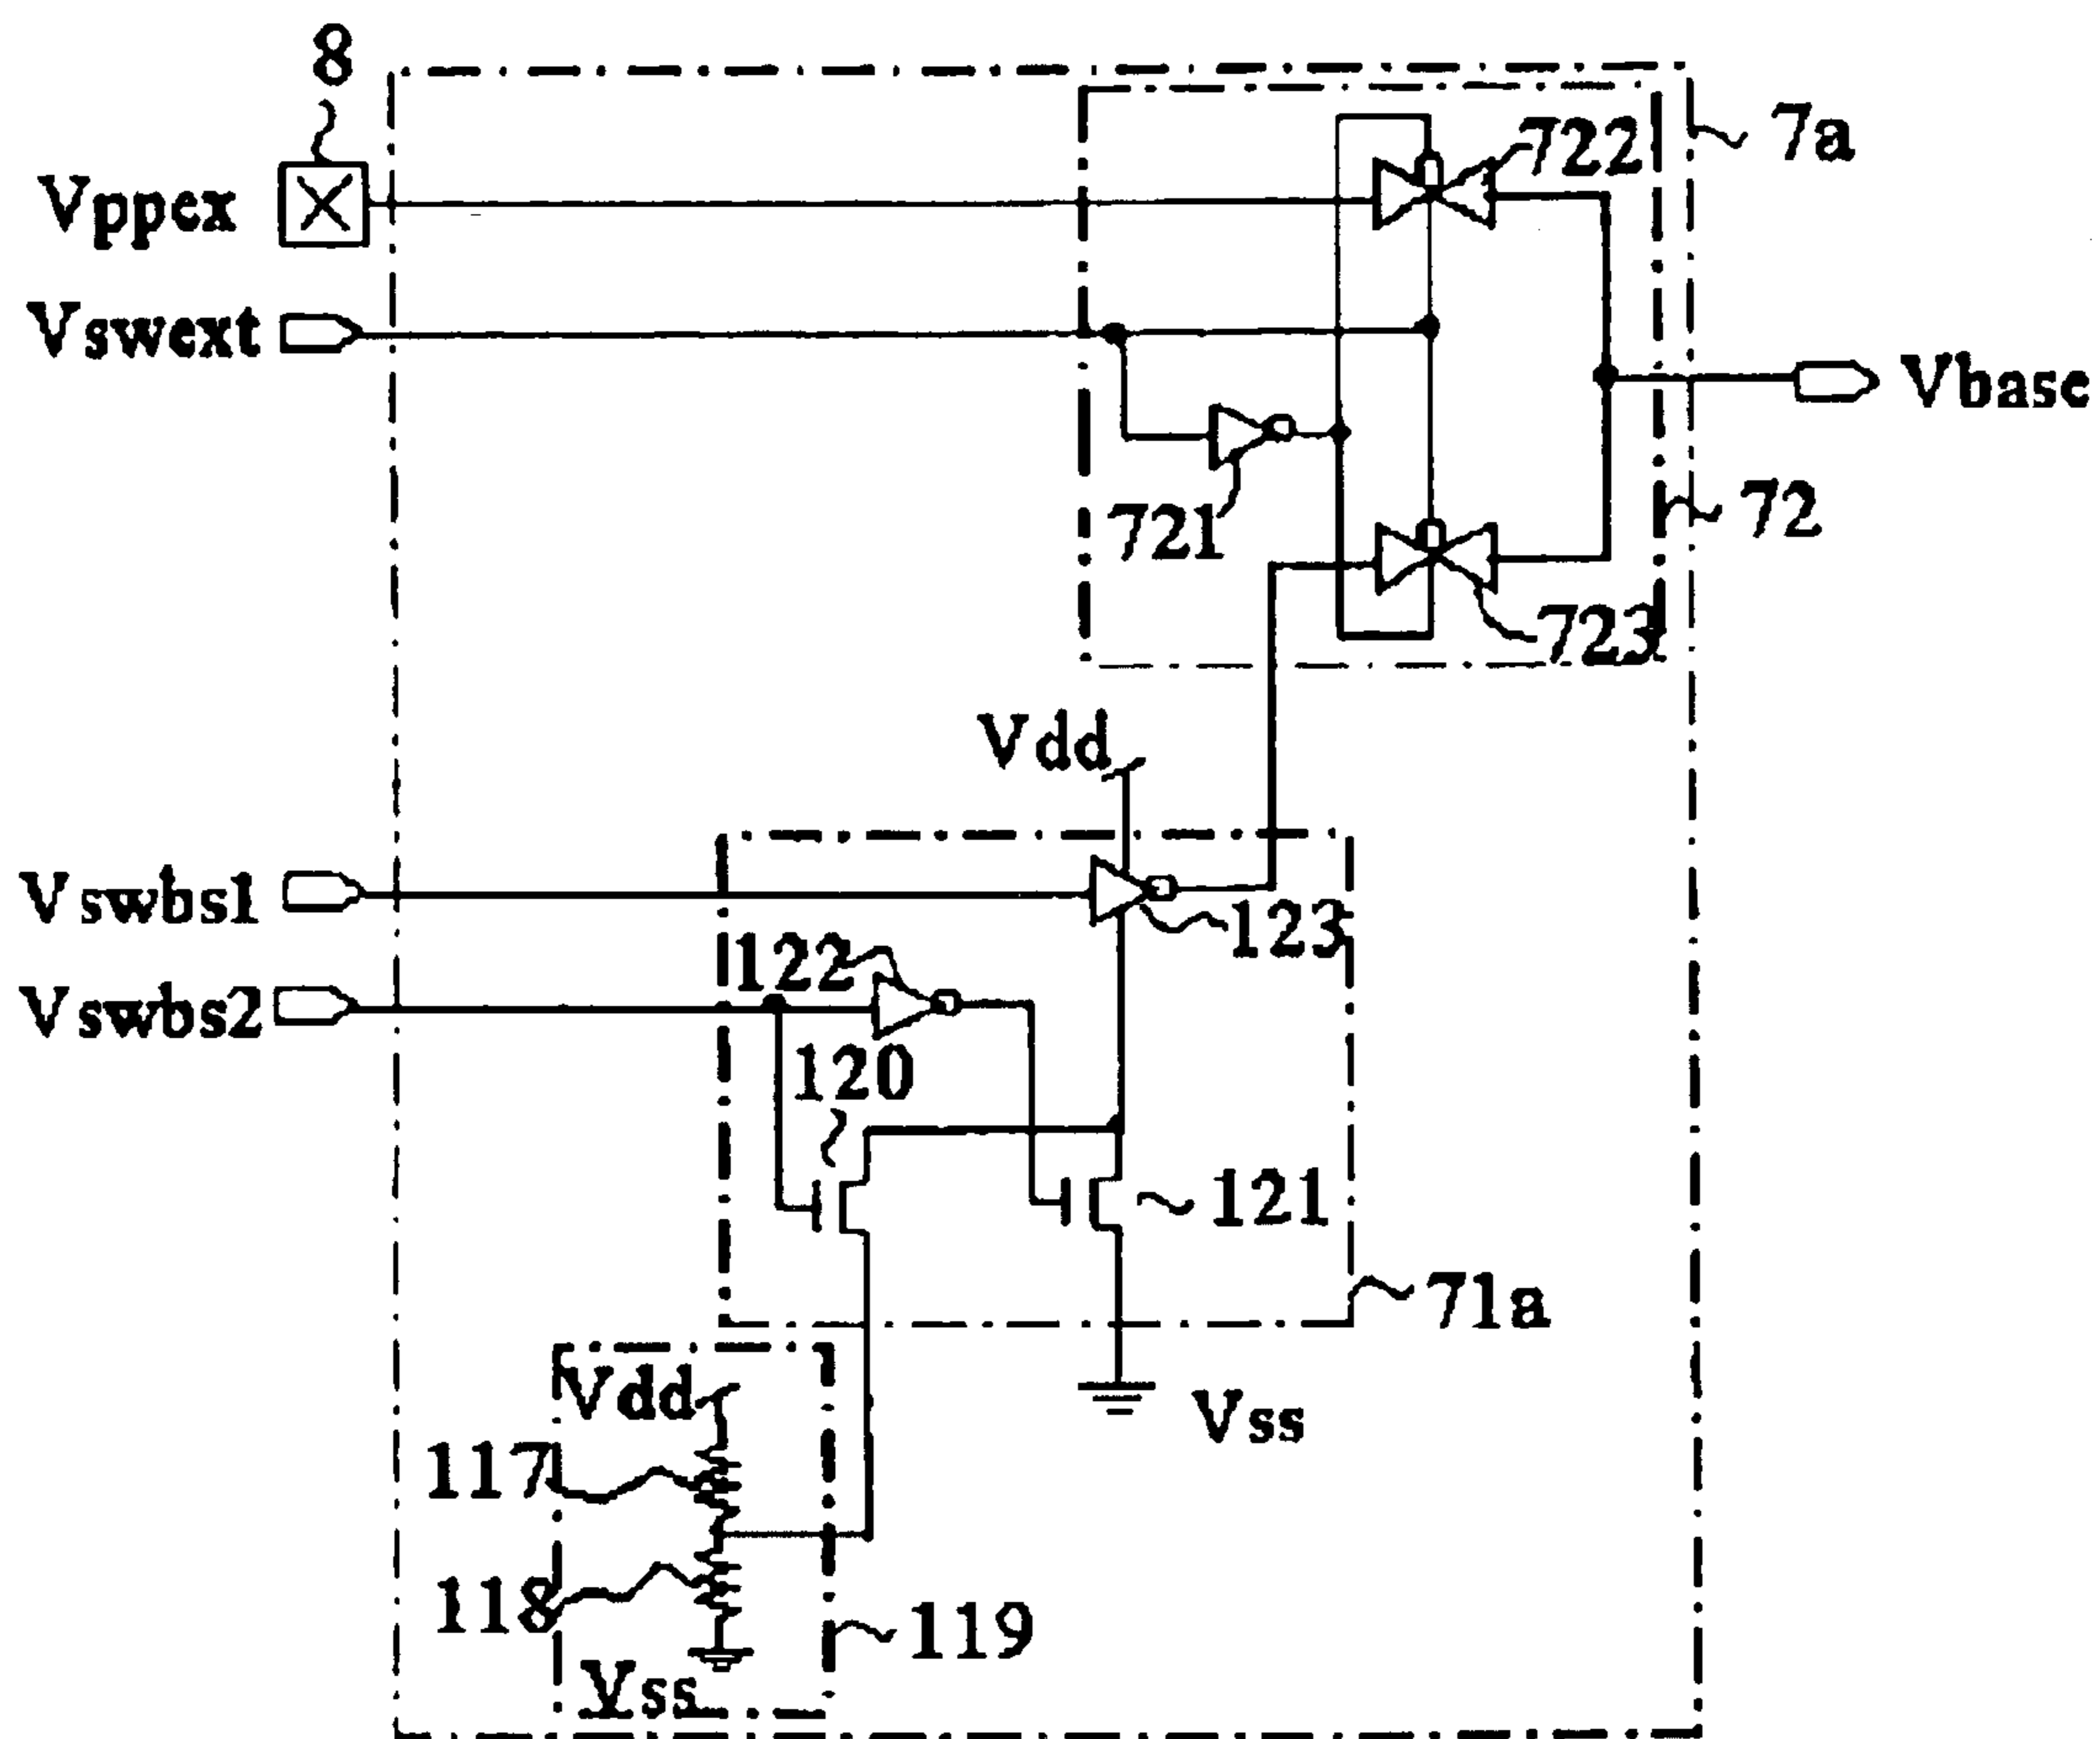 8
7a
722
Vppex
Vswext
Vbase
721
72
723
Vdd
Vswbs1
123
122
Vswbs2
120
121
71a
Vdd
Vss
117
118
119
Vss